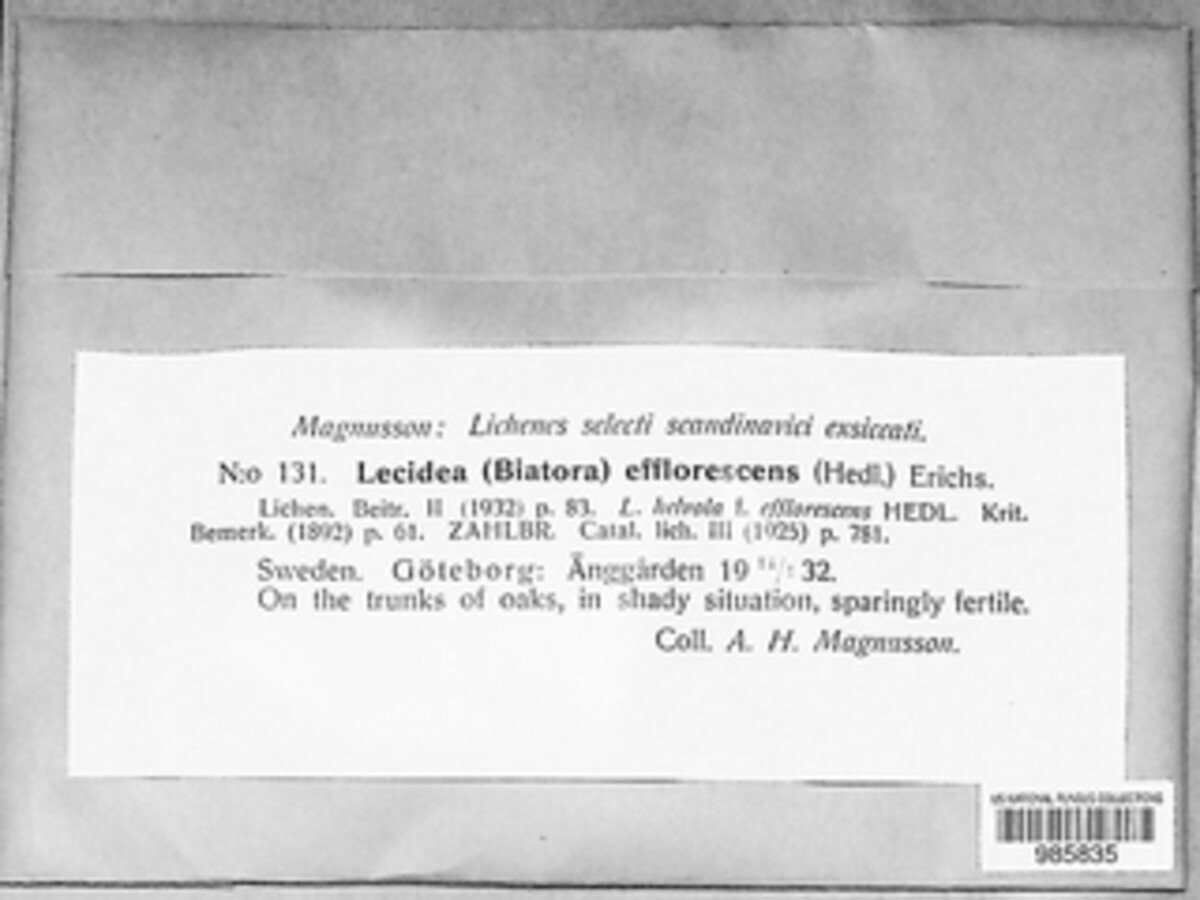 Magnusson: Lichenes selecti scandinavici exsiccati.
N:o 131. Lecidea (Biatora) efflorescens (Hedl.) Erichs.
Lichen. Beitr. II (1932) p. 83. L. helvola f. efflorescens HEDL. Krit.
Bemerk. (1892) p. 61. ZAHLBR. Catal. lich. III (1925) p. 781.
Sweden. Göteborg: Änggården 19 32.
On the trunks of oaks, in shady situation, sparingly fertile.
Coll. A. H. Magnusson.
US NATIONAL FUNGUS COLLECTIONS
985835